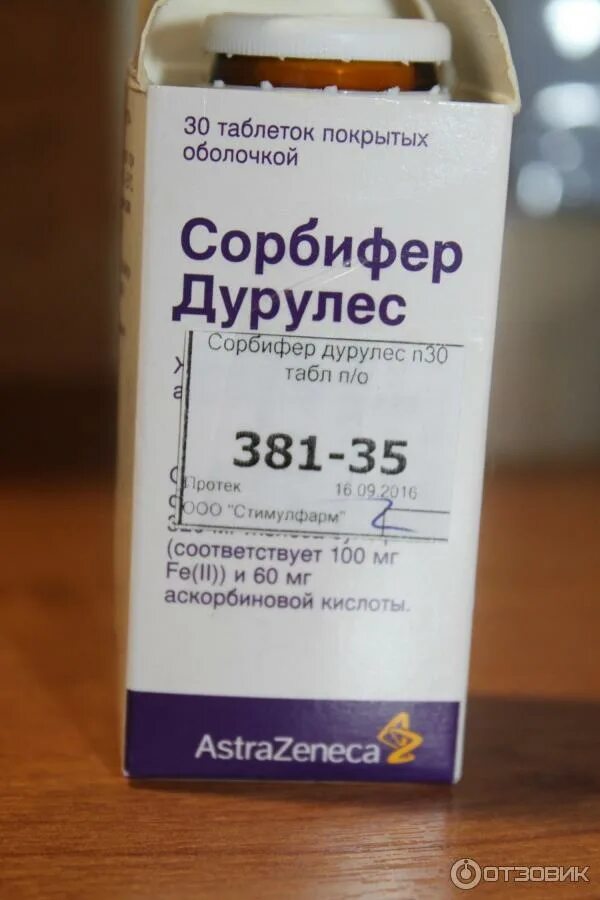 30 таблеток покрытых
оболочкой
Сорбифер
Дурулес
Сорбифер дурулес n30
табл п/о
381-35
Протек 16.09.2016
ООО "Стимулфарм"
(соответствует 100 мг
Fe(II)) и 60 мг
аскорбиновой кислоты.
AstraZeneca
ОТЗОВИК